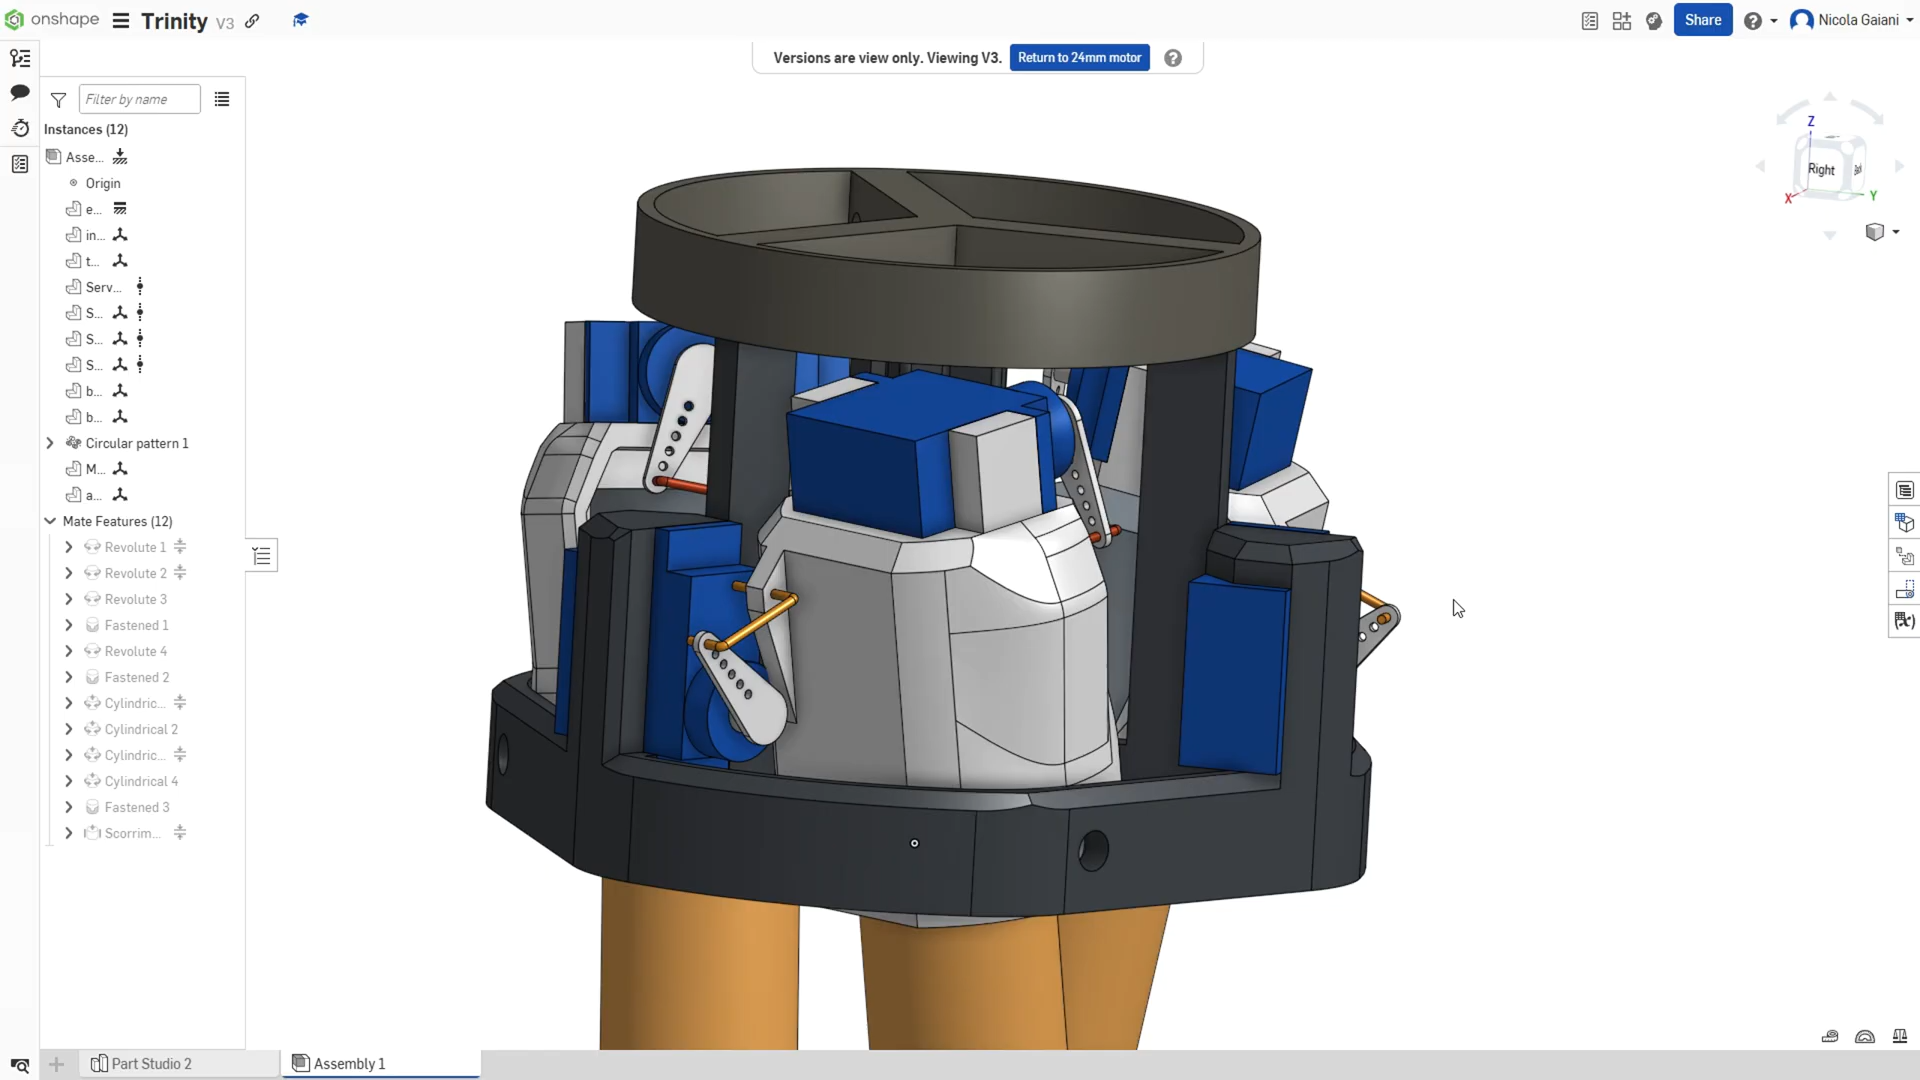 onshape
Trinity V3
Share
Nicola Gaiani
Versions are view only. Viewing V3.
Return to 24mm motor
Filter by name
Instances (12)
Asse...
Origin
e...
in...
t...
Serv...
S...
S...
S...
b...
b...
Circular pattern 1
M...
a...
Mate Features (12)
Revolute 1
Revolute 2
Revolute 3
Fastened 1
Revolute 4
Fastened 2
Cylindric...
Cylindrical 2
Cylindric...
Cylindrical 4
Fastened 3
Scorrim...
Z
Right
Back
X
Y
(x)
Part Studio 2
Assembly 1